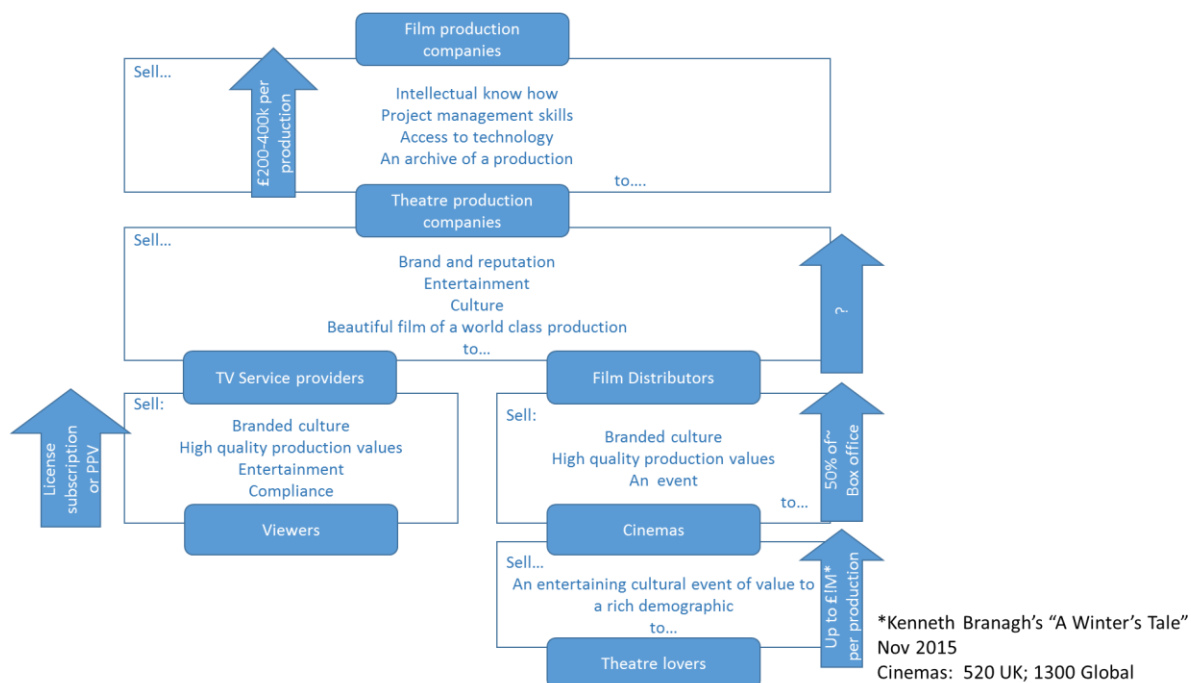 Film production
companies
Sell...
£200-400k per
production
Intellectual know how
Project management skills
Access to technology
An archive of a production
to....
Theatre production
companies
Sell...
Brand and reputation
Entertainment
Culture
Beautiful film of a world class production
to...
?
TV Service providers
Film Distributors
License
subscription
or PPV
Sell:
Branded culture
High quality production values
Entertainment
Compliance
Viewers
Sell:
Branded culture
High quality production values
An event
to...
50% of~
Box office
Cinemas
Sell...
An entertaining cultural event of value to
a rich demographic
to...
Up to £!M*
per production
Theatre lovers
*Kenneth Branagh's "A Winter's Tale"
Nov 2015
Cinemas: 520 UK; 1300 Global